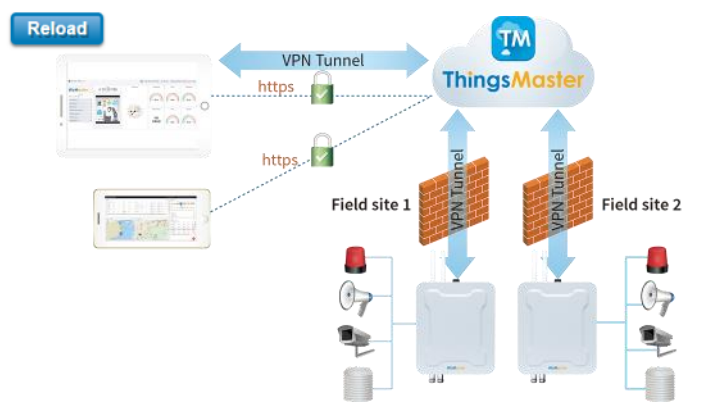 Reload
VPN Tunnel
TM
ThingsMaster
https
https
VPN Tunnel
VPN Tunnel
Field site 1
Field site 2